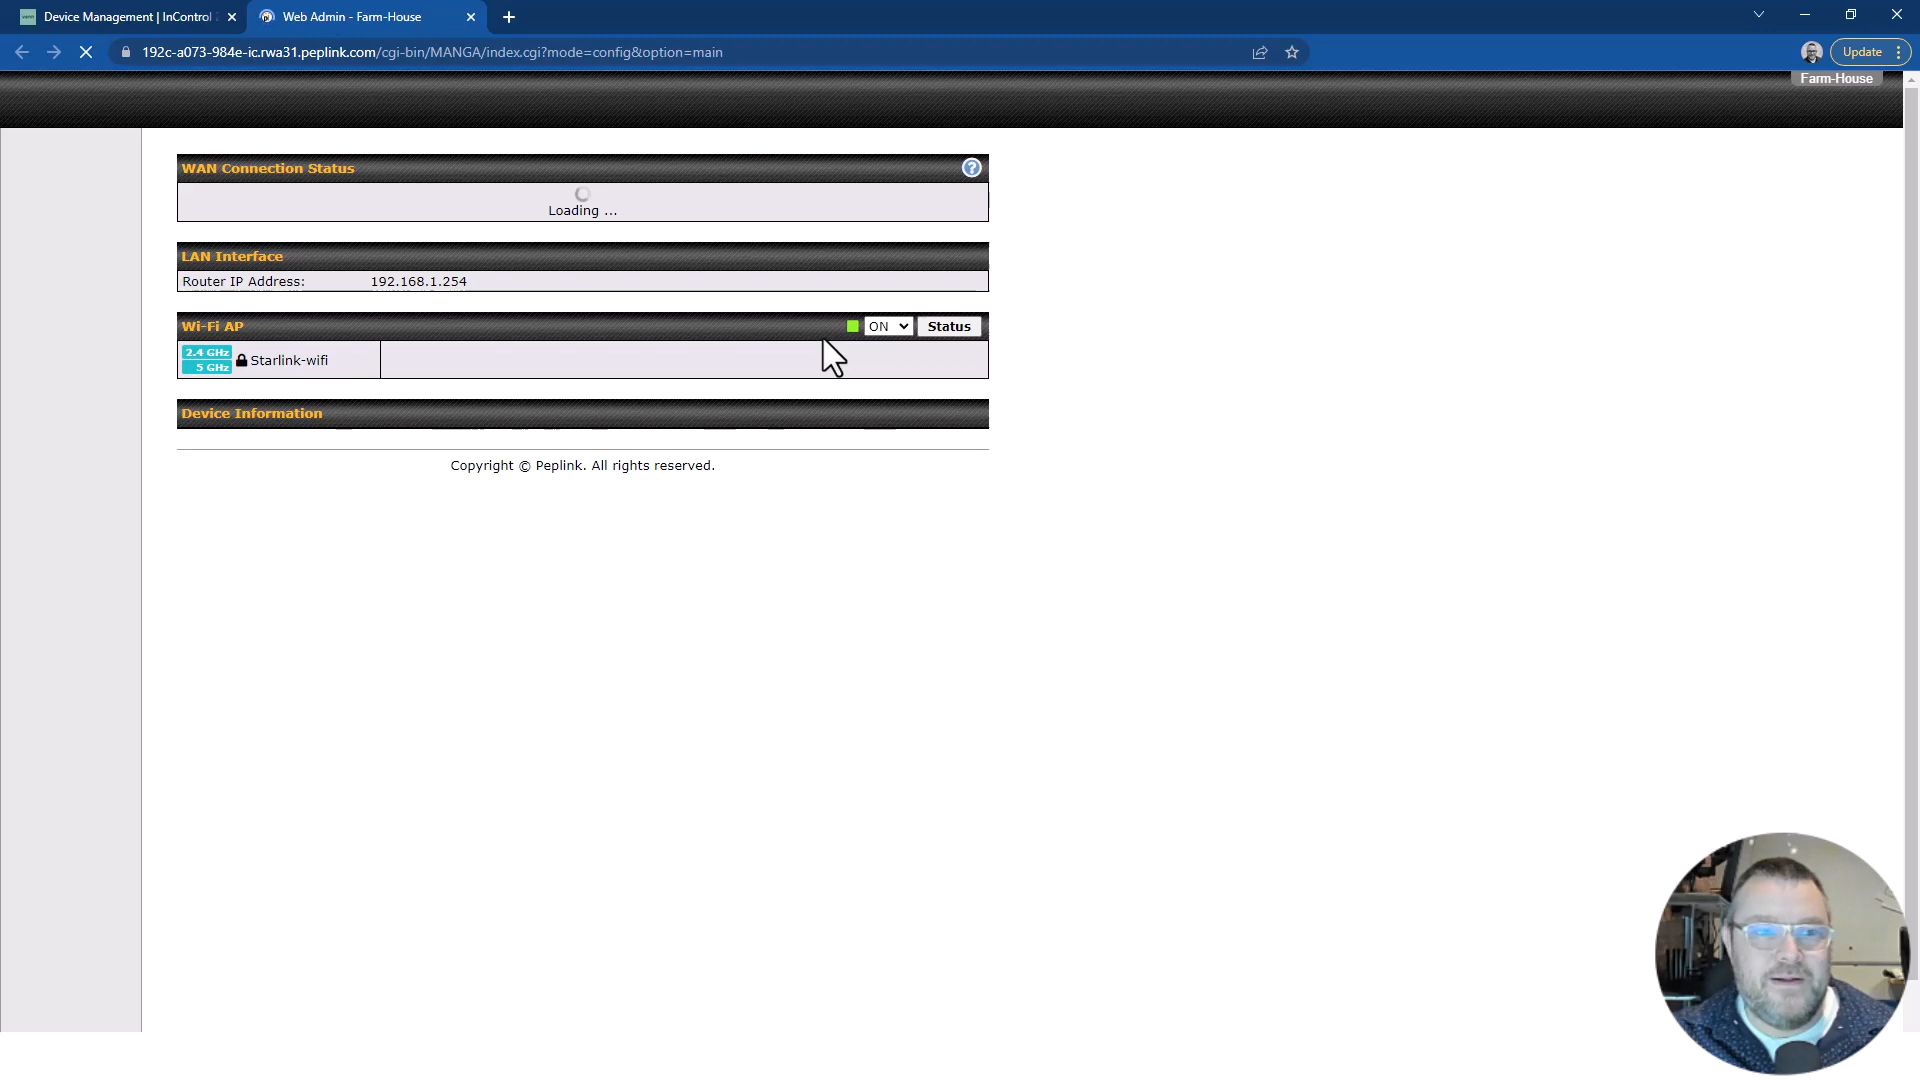 Device Management | InControl
Web Admin - Farm-House
192c-a073-984e-ic.rwa31.peplink.com/cgi-bin/MANGA/index.cgi?mode=config&option=main
Update
Farm-House
WAN Connection Status
Loading ...
LAN Interface
Router IP Address: 192.168.1.254
Wi-Fi AP
ON
Status
2.4 GHz
5 GHz
Starlink-wifi
Device Information
Copyright © Peplink. All rights reserved.